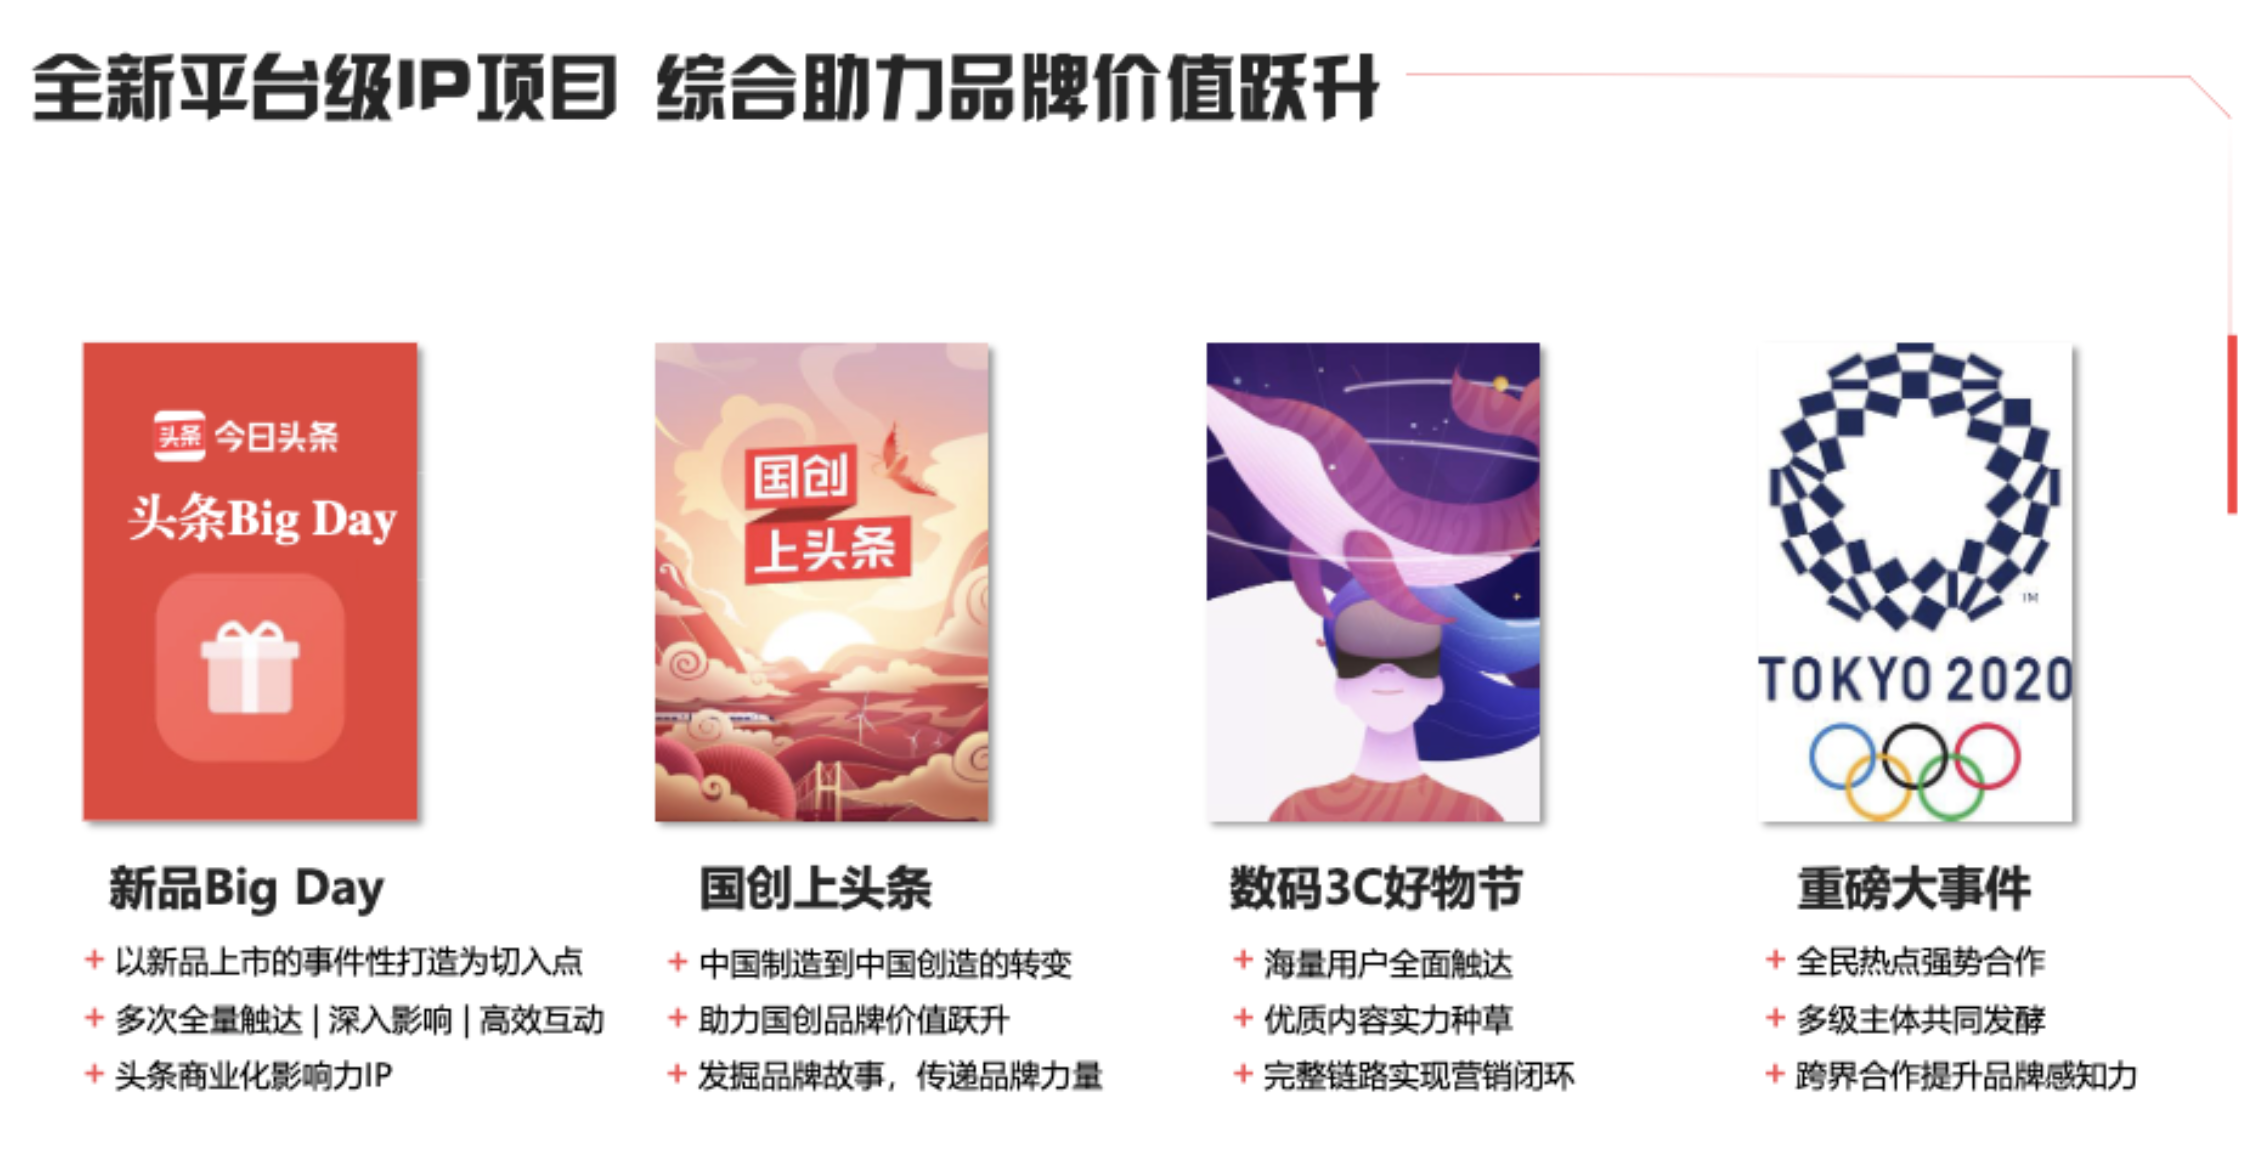 全新平台级IP项目 综合助力品牌价值跃升
头条 今日头条
头条Big Day
国创
上头条
TM
TOKYO 2020
新品Big Day
+ 以新品上市的事件性打造为切入点
+ 多次全量触达 | 深入影响 | 高效互动
+ 头条商业化影响力IP
国创上头条
+ 中国制造到中国创造的转变
+ 助力国创品牌价值跃升
+ 发掘品牌故事，传递品牌力量
数码3C好物节
+ 海量用户全面触达
+ 优质内容实力种草
+ 完整链路实现营销闭环
重磅大事件
+ 全民热点强势合作
+ 多级主体共同发酵
+ 跨界合作提升品牌感知力